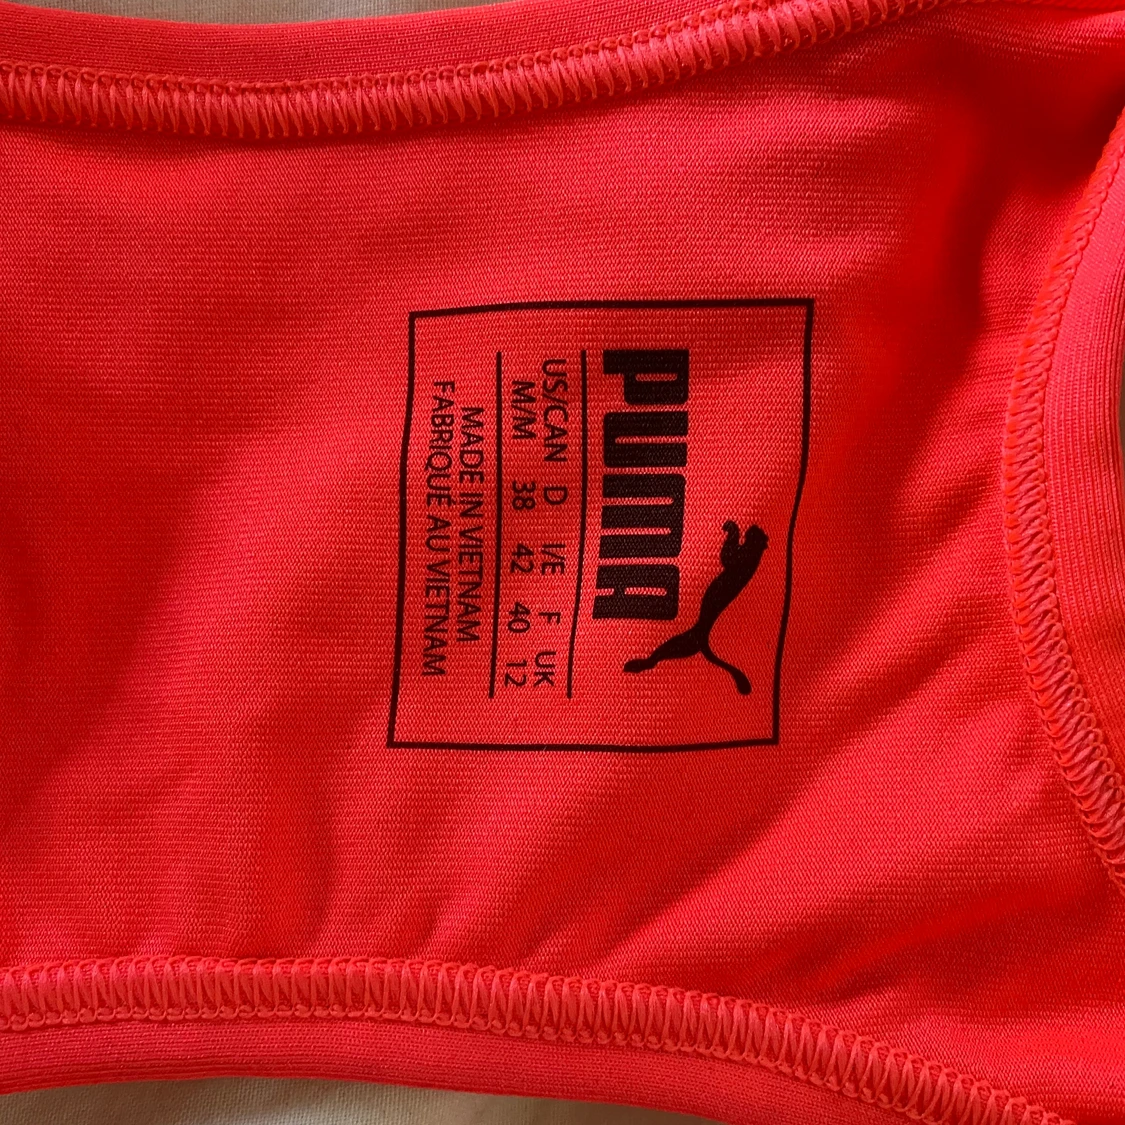 PUMA
US/CAN D I/E F UK
M/M 38 42 40 12
MADE IN VIETNAM
FABRIQUÉ AU VIETNAM